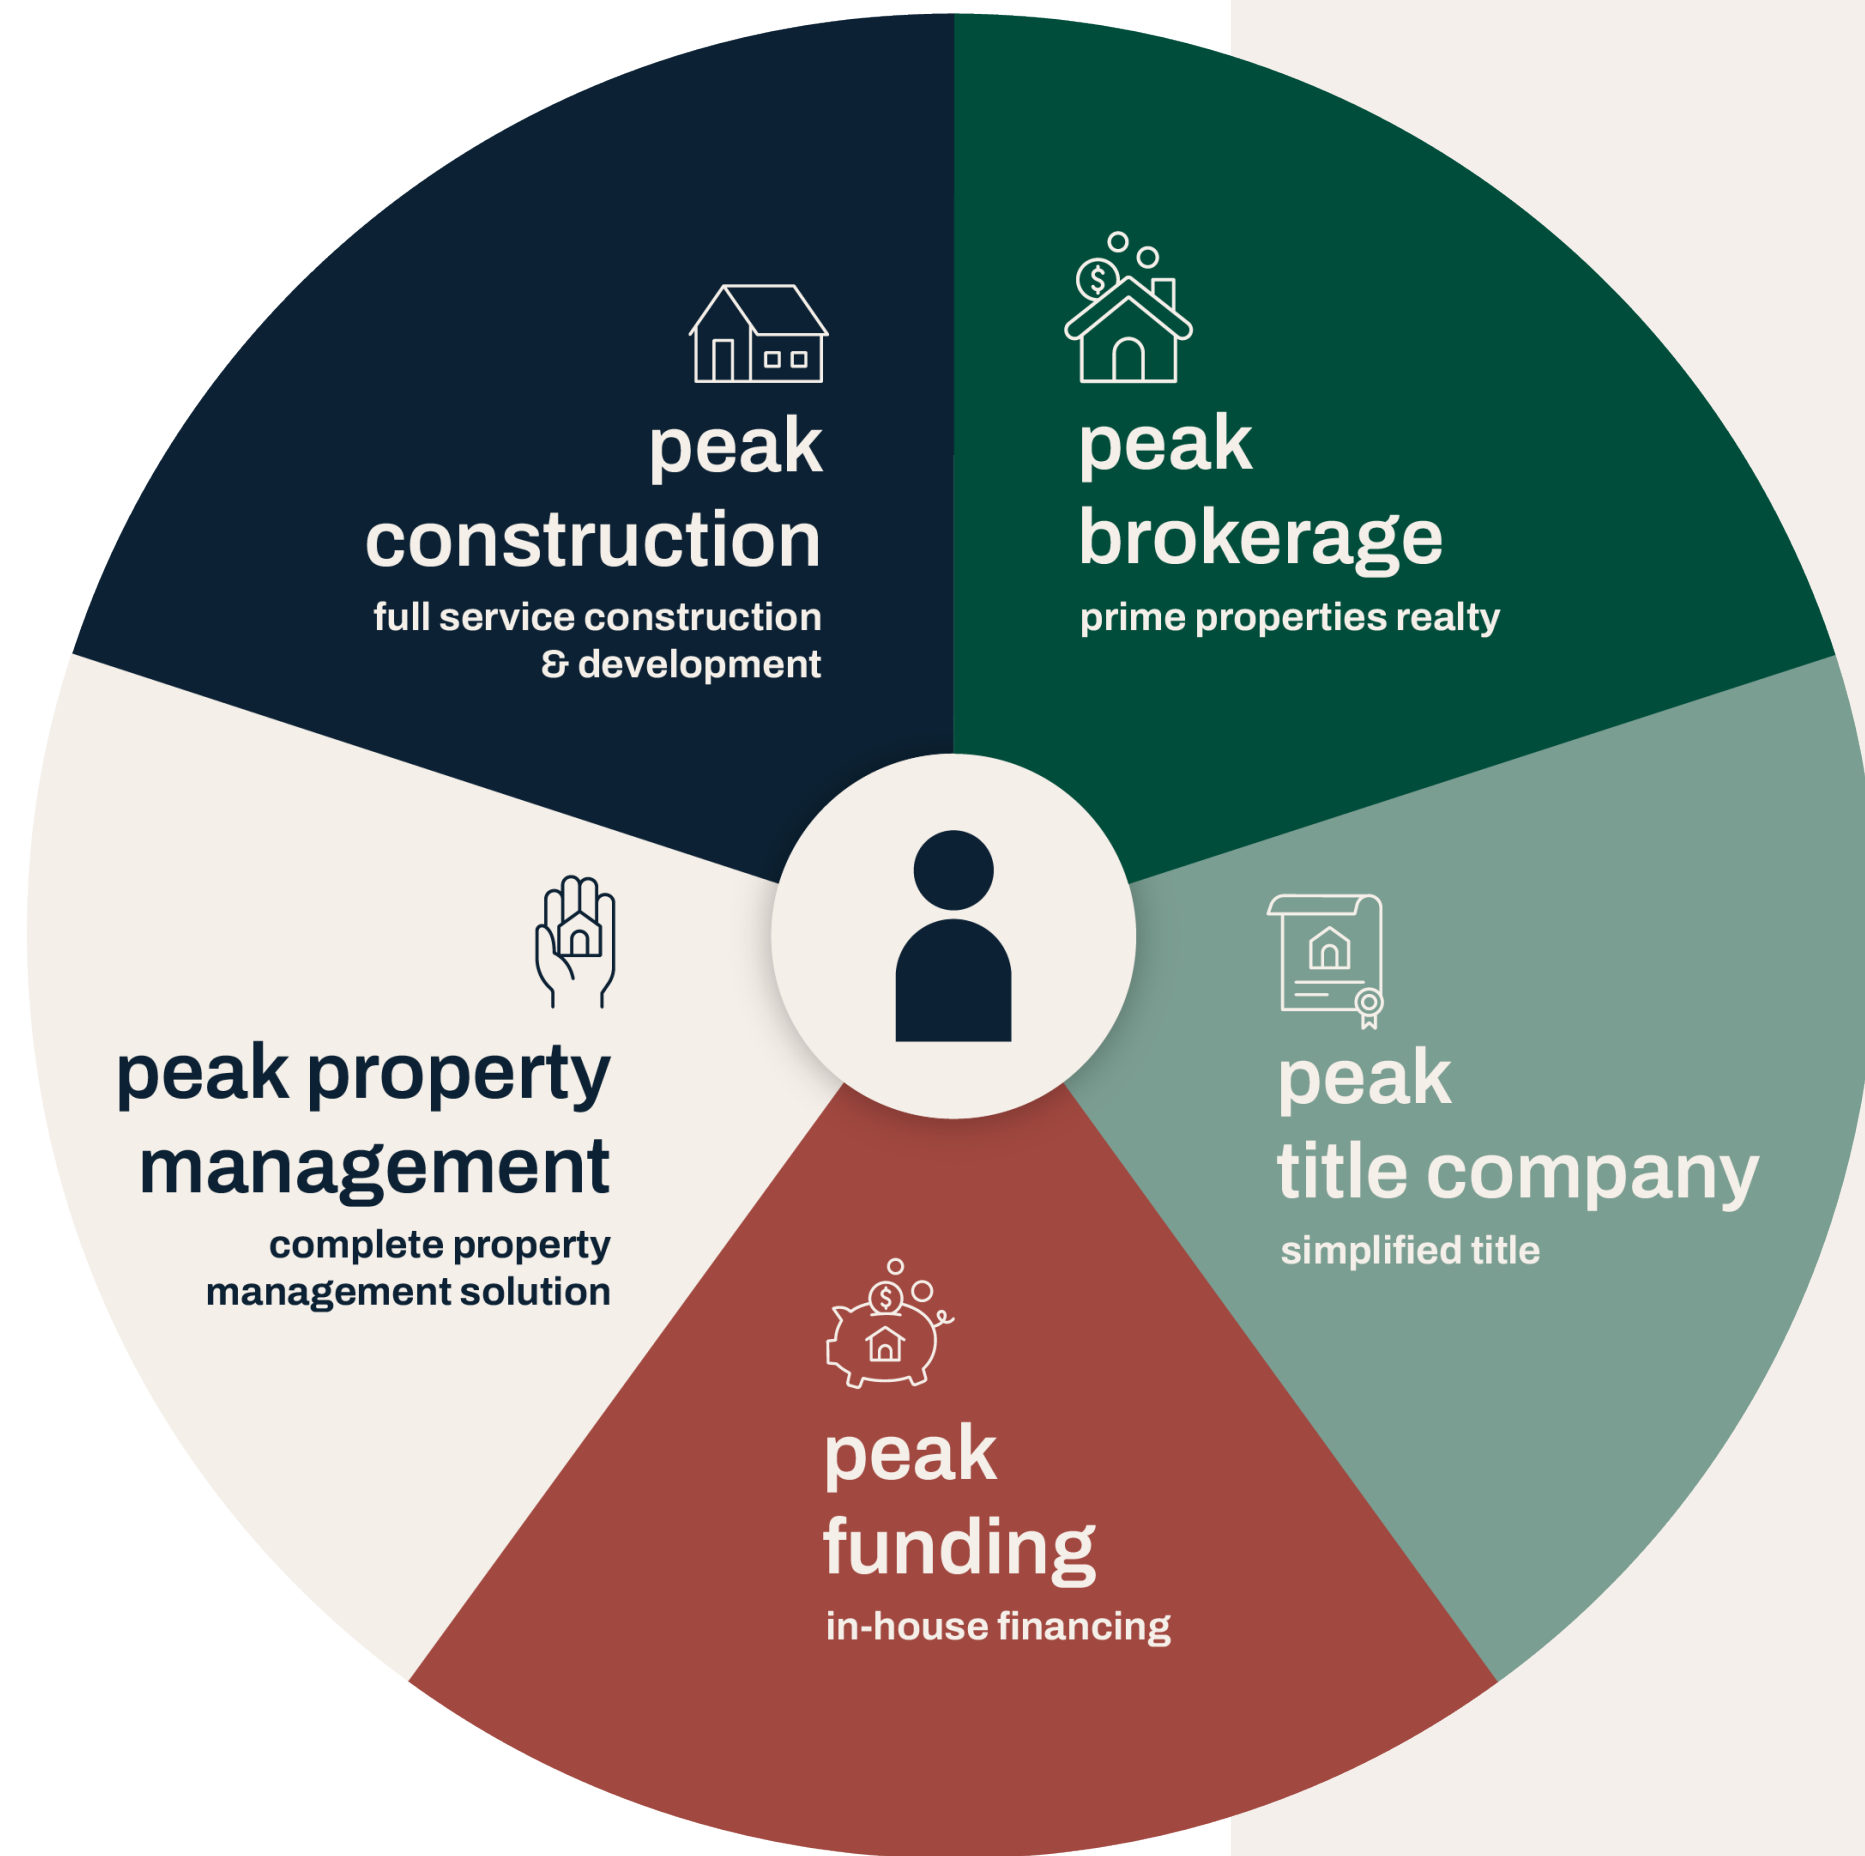 peak
construction
full service construction
& development
peak
brokerage
prime properties realty
peak property
management
complete property
management solution
peak
title company
simplified title
$
peak
funding
in-house financing